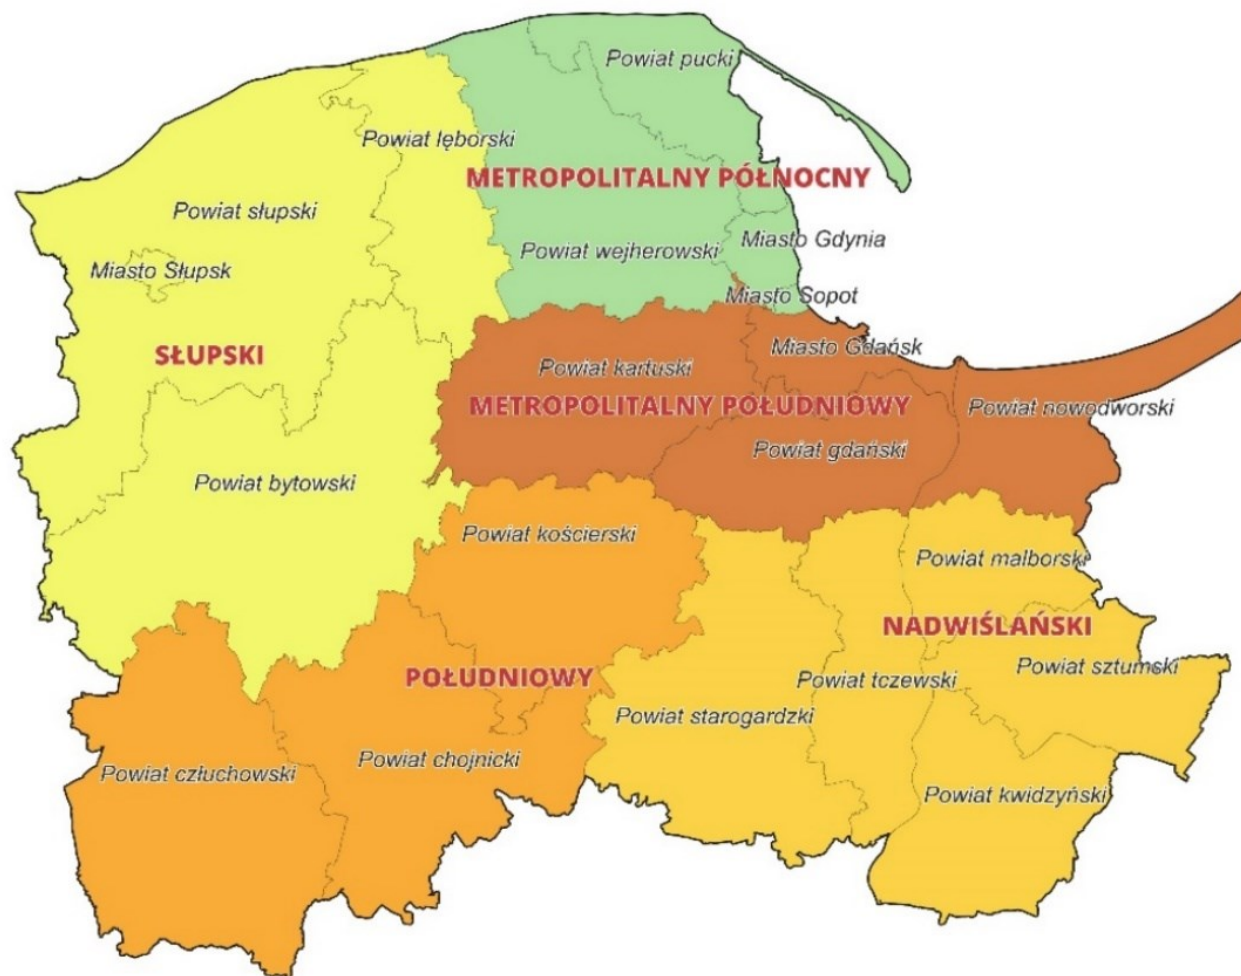 Powiat pucki
Powiat lęborski
METROPOLITALNY PÓŁNOCNY
Powiat słupski
Miasto Gdynia
Powiat wejherowski
Miasto Słupsk
Miasto Sopot
SŁUPSKI
Miasto Gdańsk
Powiat kartuski
METROPOLITALNY POŁUDNIOWY
Powiat nowodworski
Powiat gdański
Powiat bytowski
Powiat kościerski
Powiat malborski
NADWIŚLAŃSKI
Powiat sztumski
POŁUDNIOWY
Powiat tczewski
Powiat starogardzki
Powiat chojnicki
Powiat człuchowski
Powiat kwidzyński